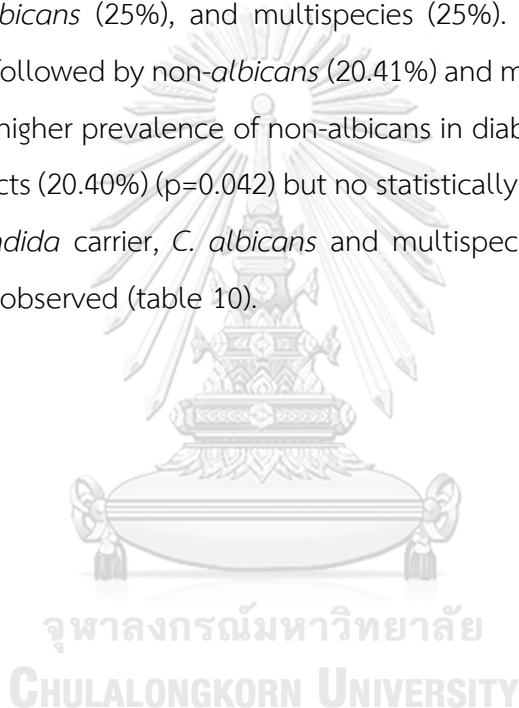 bicans (25%), and multispecies (25%).
followed by non-albicans (20.41%) and m
higher prevalence of non-albicans in diab
cts (20.40%) (p=0.042) but no statistically
ndida carrier, C. albicans and multispec
observed (table 10).
จุฬาลงกรณ์มหาวิทยาลัย
CHULALONGKORN UNIVERSITY